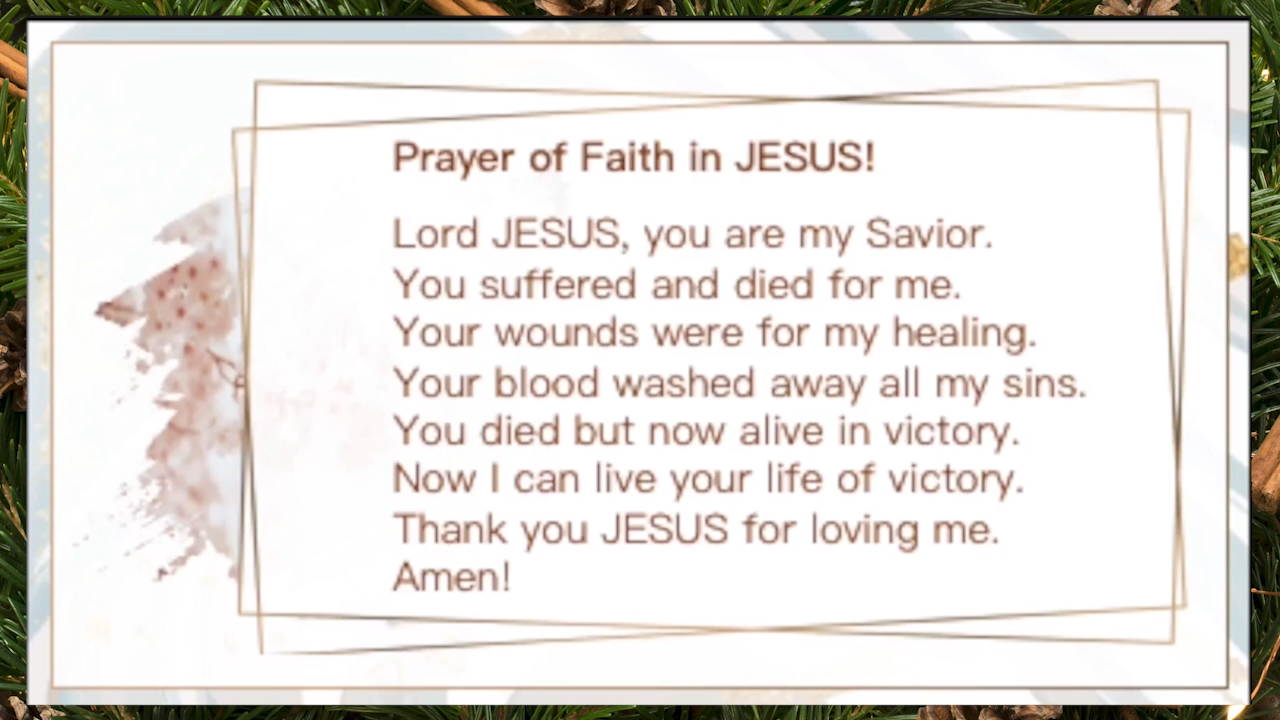 Prayer of Faith in JESUS!
Lord JESUS, you are my Savior.
You suffered and died for me.
Your wounds were for my healing.
Your blood washed away all my sins.
You died but now alive in victory.
Now I can live your life of victory.
Thank you JESUS for loving me.
Amen!